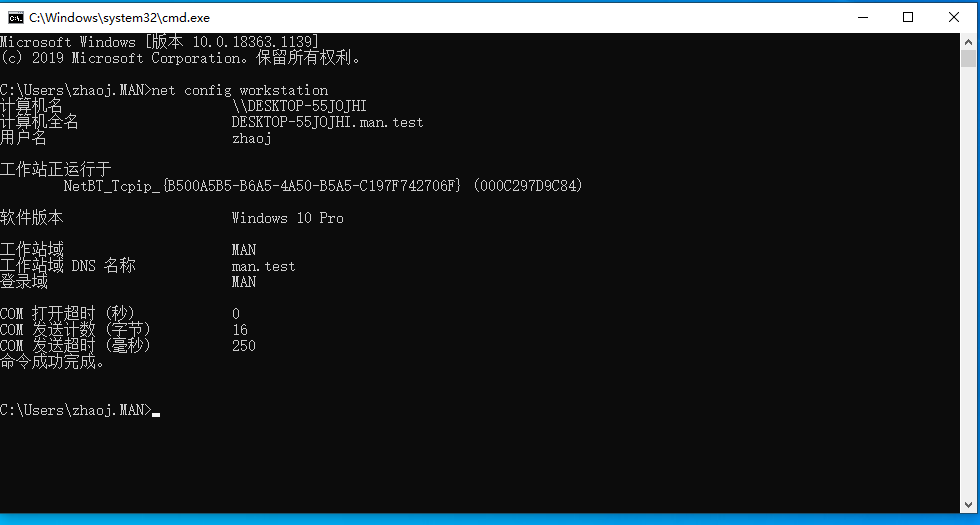 C:\Windows\system32\cmd.exe
Microsoft Windows [版本 10.0.18363.1139]
(c) 2019 Microsoft Corporation。保留所有权利。
C:\Users\zhaoj.MAN>net config workstation
计算机名 \\DESKTOP-55JOJHI
计算机全名 DESKTOP-55JOJHI.man.test
用户名 zhaoj
工作站正运行于
NetBT_Tcpip_{B500A5B5-B6A5-4A50-B5A5-C197F742706F} (000C297D9C84)
软件版本 Windows 10 Pro
工作站域 MAN
工作站域 DNS 名称 man.test
登录域 MAN
COM 打开超时 (秒) 0
COM 发送计数 (字节) 16
COM 发送超时 (毫秒) 250
命令成功完成。
C:\Users\zhaoj.MAN>